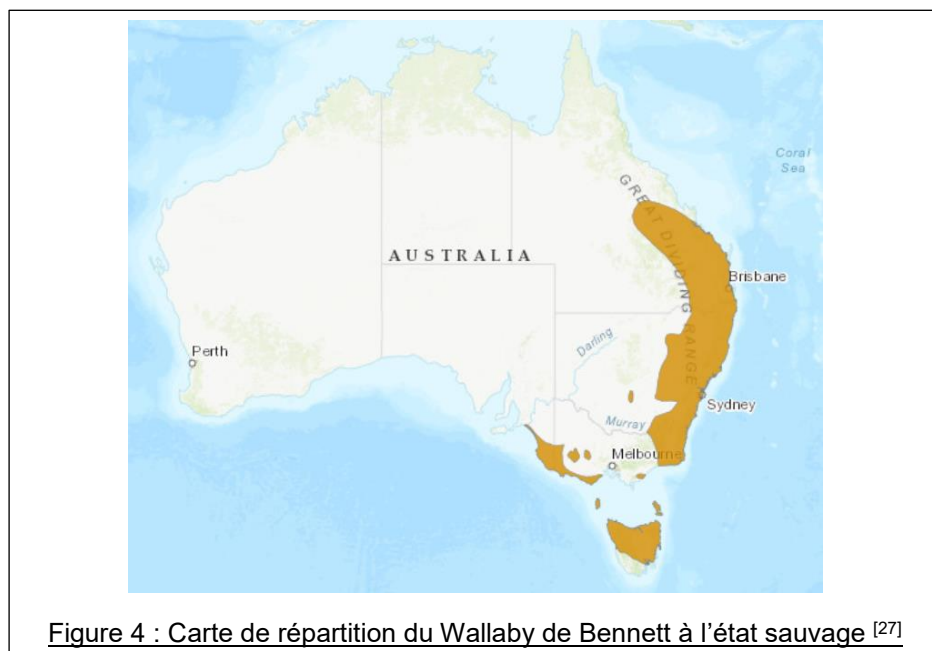 Coral
Sea
GREAT DIVIDING RANGE
AUSTRALIA
Brisbane
Darling
Perth
Sydney
Murray
Melbourne
Figure 4 : Carte de répartition du Wallaby de Bennett à l’état sauvage [27]